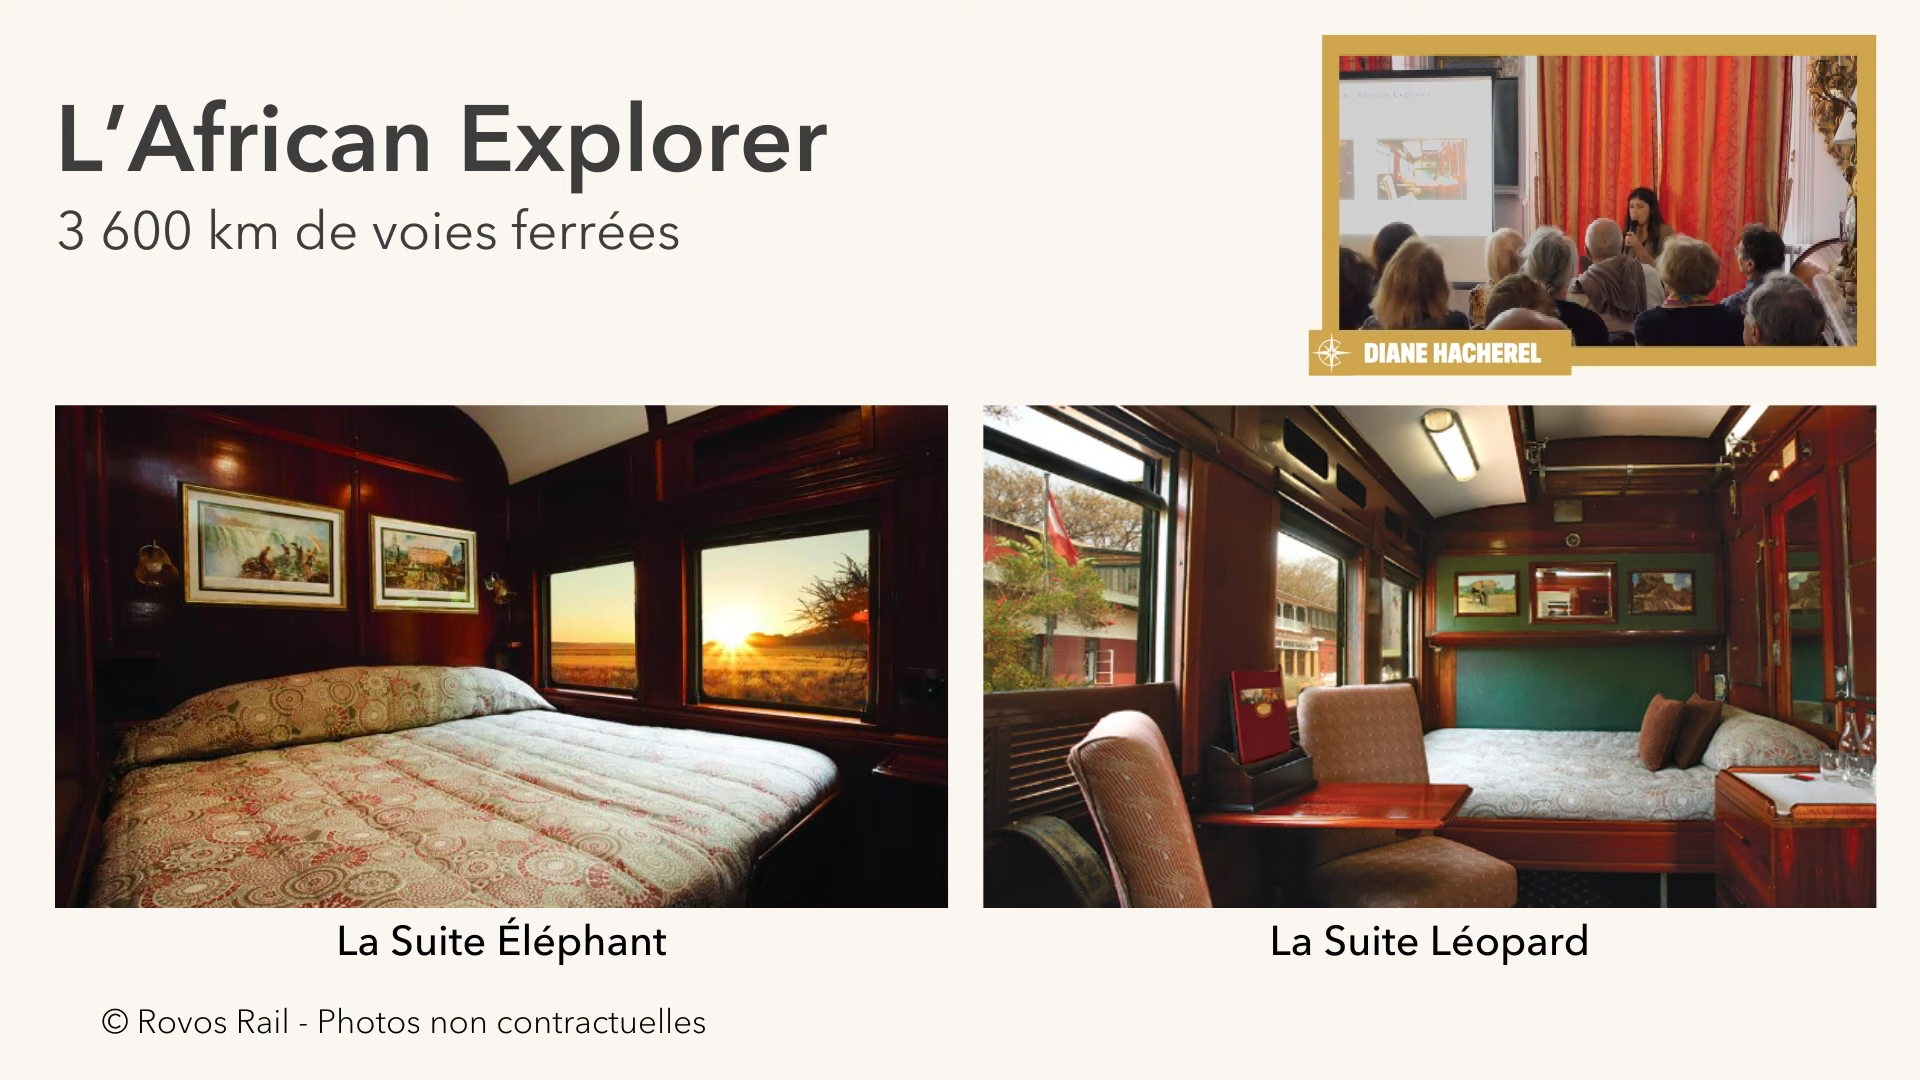 L’African Explorer
3 600 km de voies ferrées
DIANE HACHEREL
La Suite Éléphant
La Suite Léopard
© Rovos Rail - Photos non contractuelles